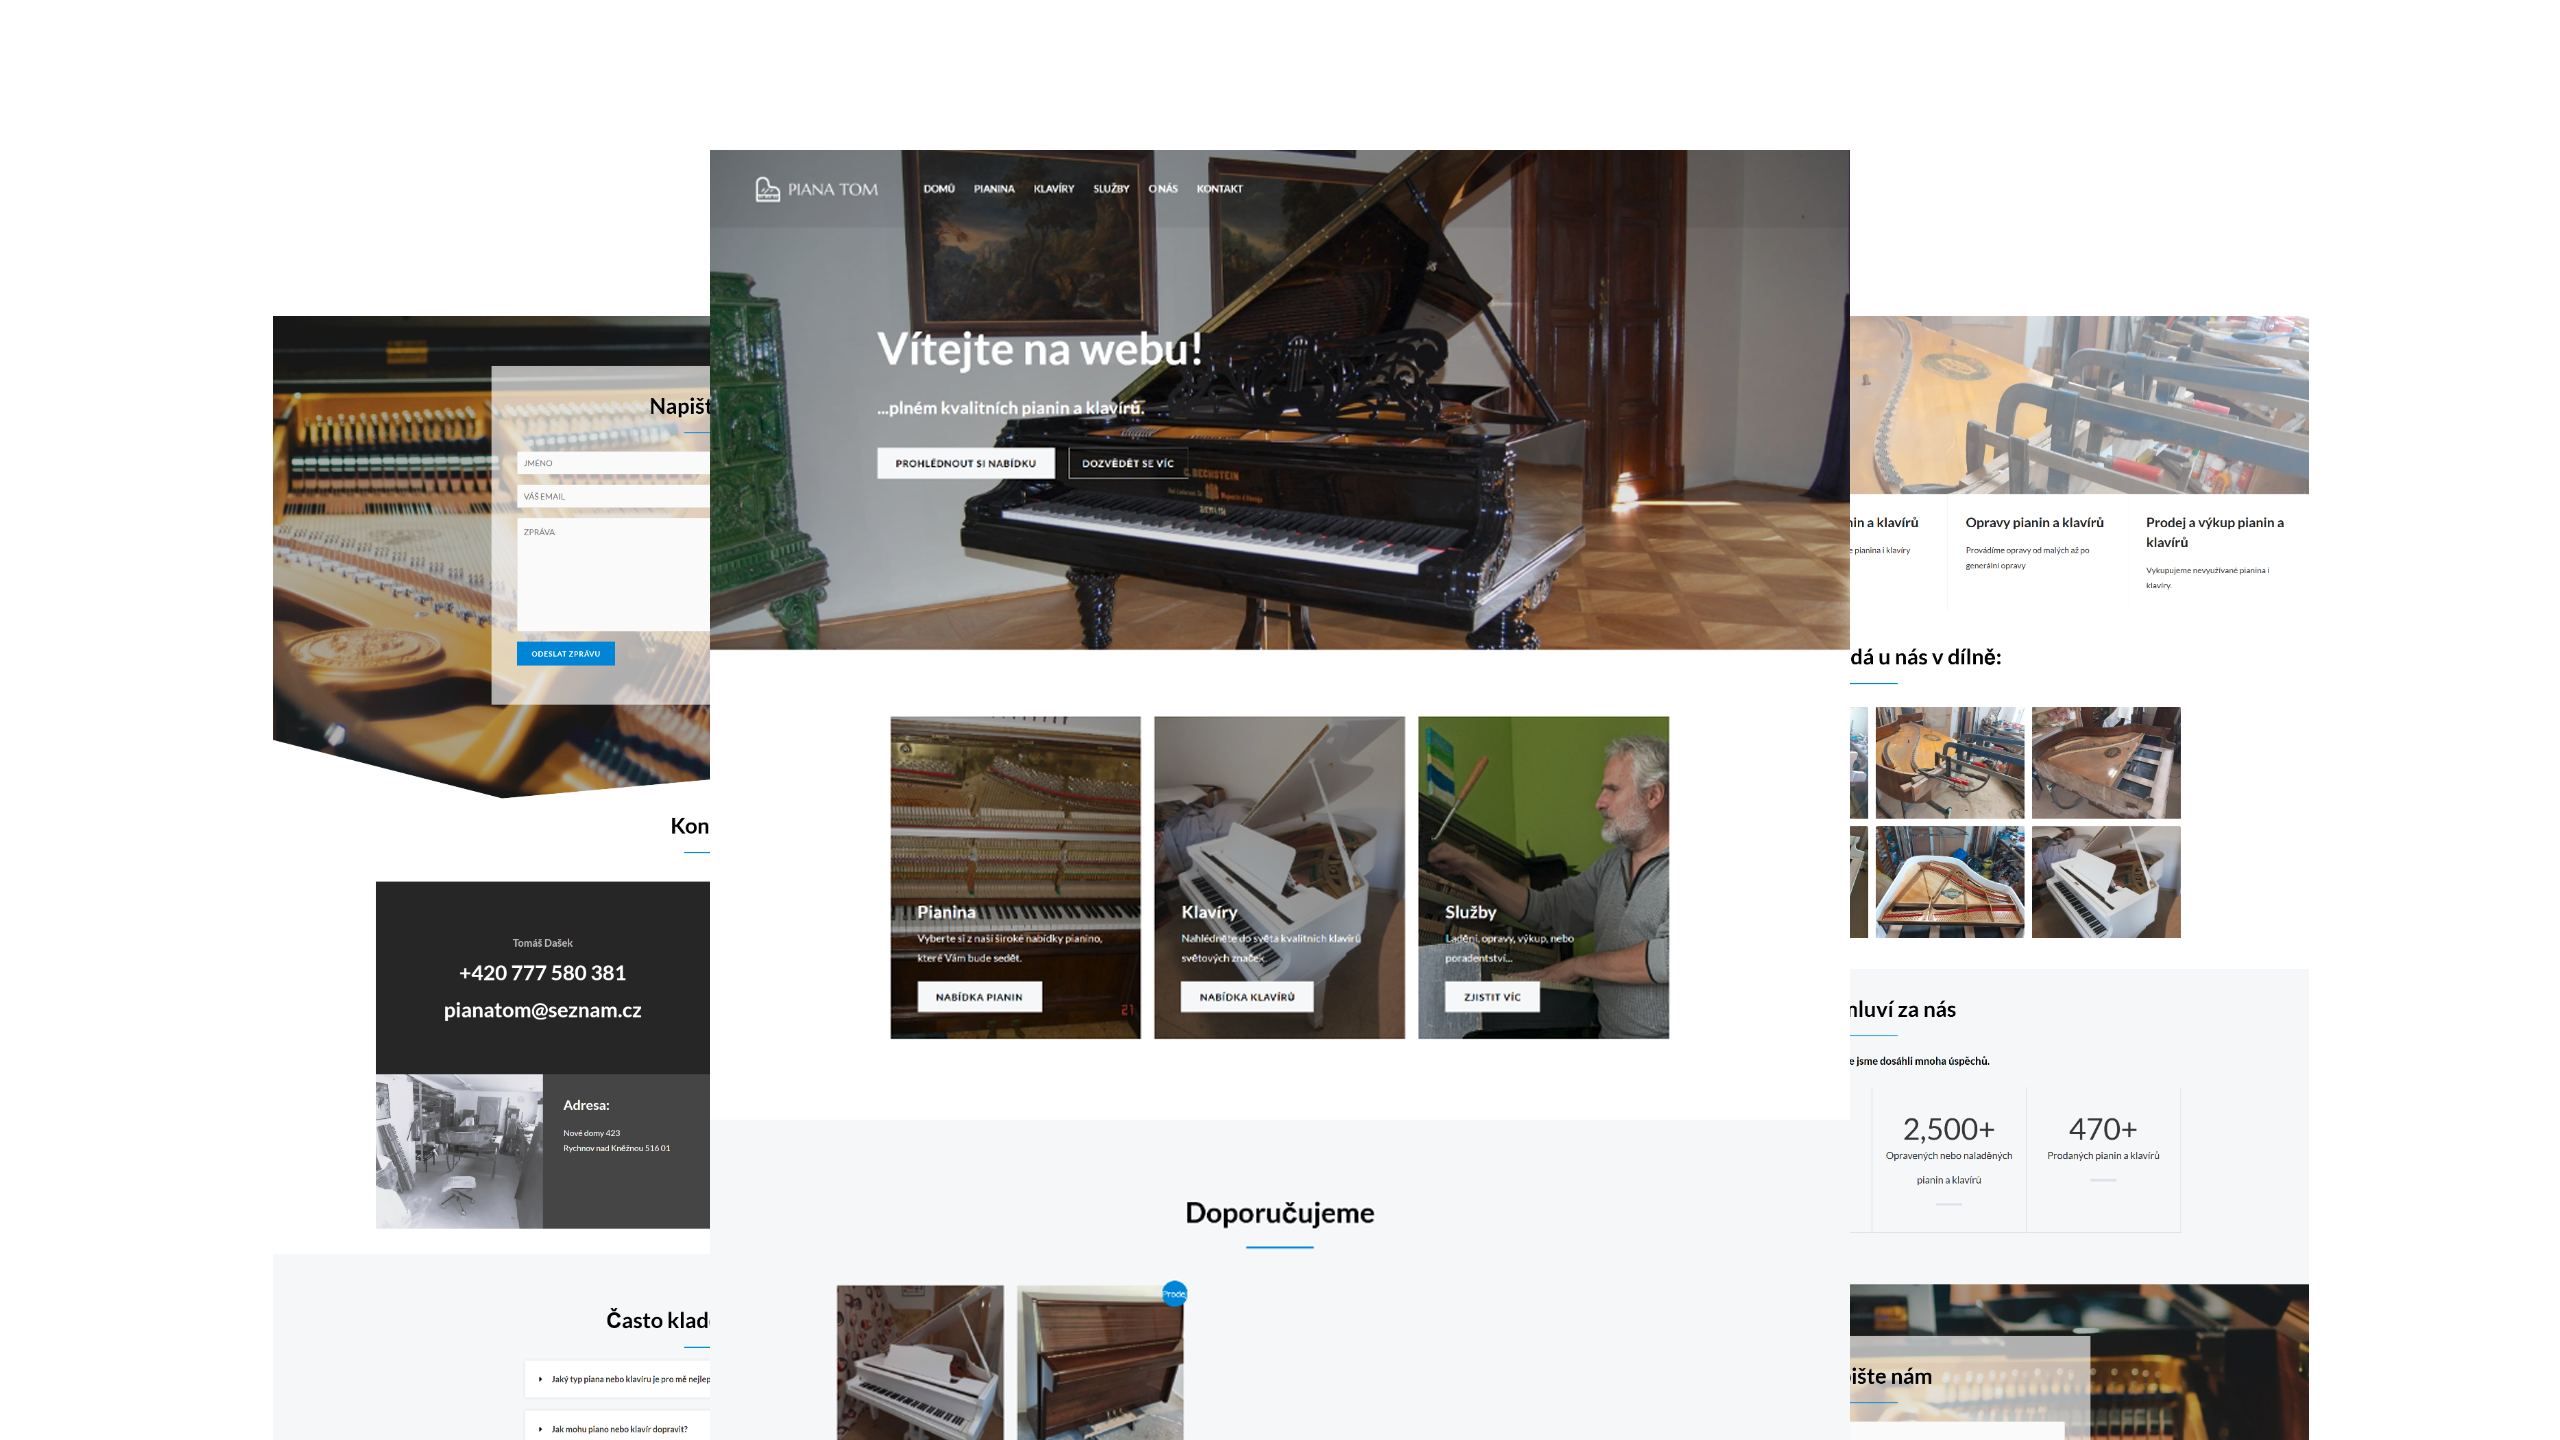 PIANA TOM
DOMŮ PIANINA KLAVÍRY SLUŽBY O NÁS KONTAKT
Vítejte na webu!
...plném kvalitních pianin a klavírů.
PROHLÉDNOUT SI NABÍDKU DOZVĚDĚT SE VÍC
C. BECHSTEIN
BERLIN
Pianina
Vyberte si z naší široké nabídky pianino,
které Vám bude sedět.
NABÍDKA PIANIN
21
Klavíry
Nahlédněte do světa kvalitních klavírů
světových značek
NABÍDKA KLAVÍRŮ
Služby
Ladění, opravy, výkup, nebo
poradentství...
ZJISTIT VÍC
Doporučujeme
Prodej
Napišt
JMÉNO
VÁŠ EMAIL
ZPRÁVA
ODESLAT ZPRÁVU
Kon
Tomáš Dašek
+420 777 580 381
pianatom@seznam.cz
Adresa:
Nové domy 423
Rychnov nad Kněžnou 516 01
Často klad
Jaký typ piana nebo klavíru je pro mě nejlep
Jak mohu piano nebo klavír dopravit?
nin a klavírů
e pianina i klavíry
Opravy pianin a klavírů
Provádíme opravy od malých až po
generální opravy
Prodej a výkup pianin a
klavírů
Vykupujeme nevyužívané pianina i
klavíry.
dá u nás v dílně:
mluví za nás
e jsme dosáhli mnoha úspěchů.
2,500+
Opravených nebo naladěných
pianin a klavírů
470+
Prodaných pianin a klavírů
ište nám